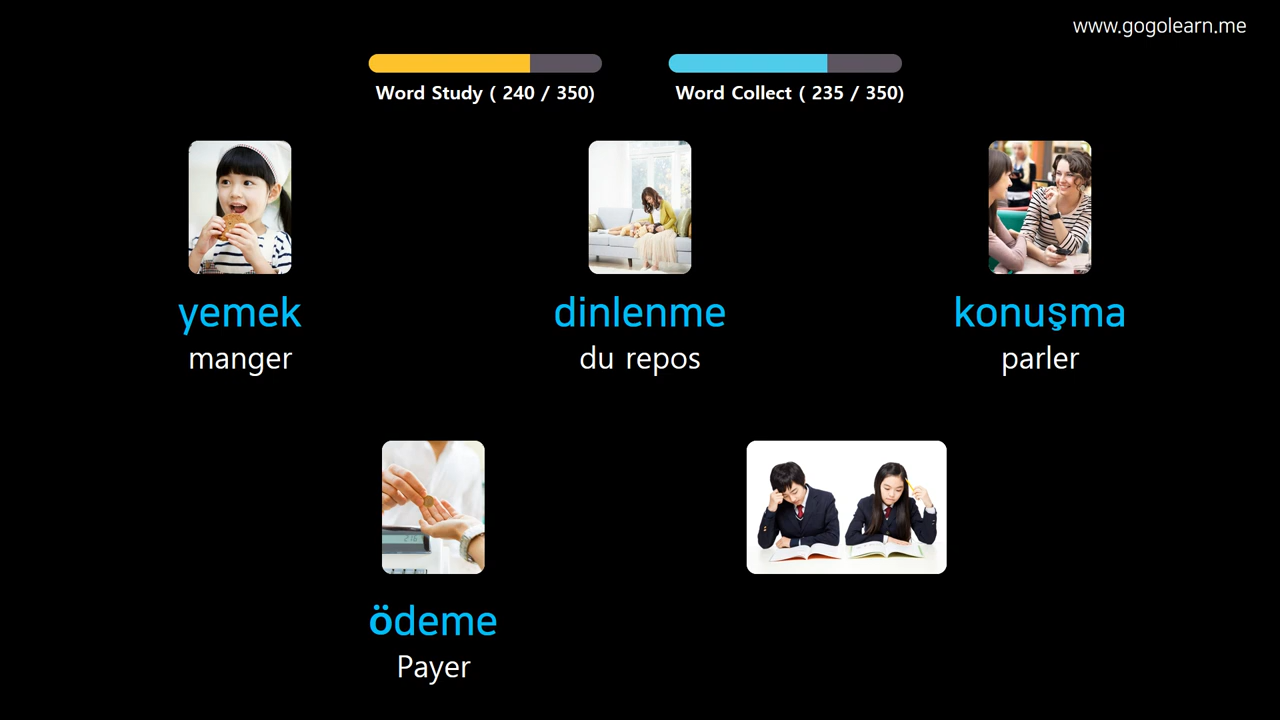 www.gogolearn.me
Word Study ( 240 / 350)
Word Collect ( 235 / 350)
yemek
manger
dinlenme
du repos
konuşma
parler
216
ödeme
Payer